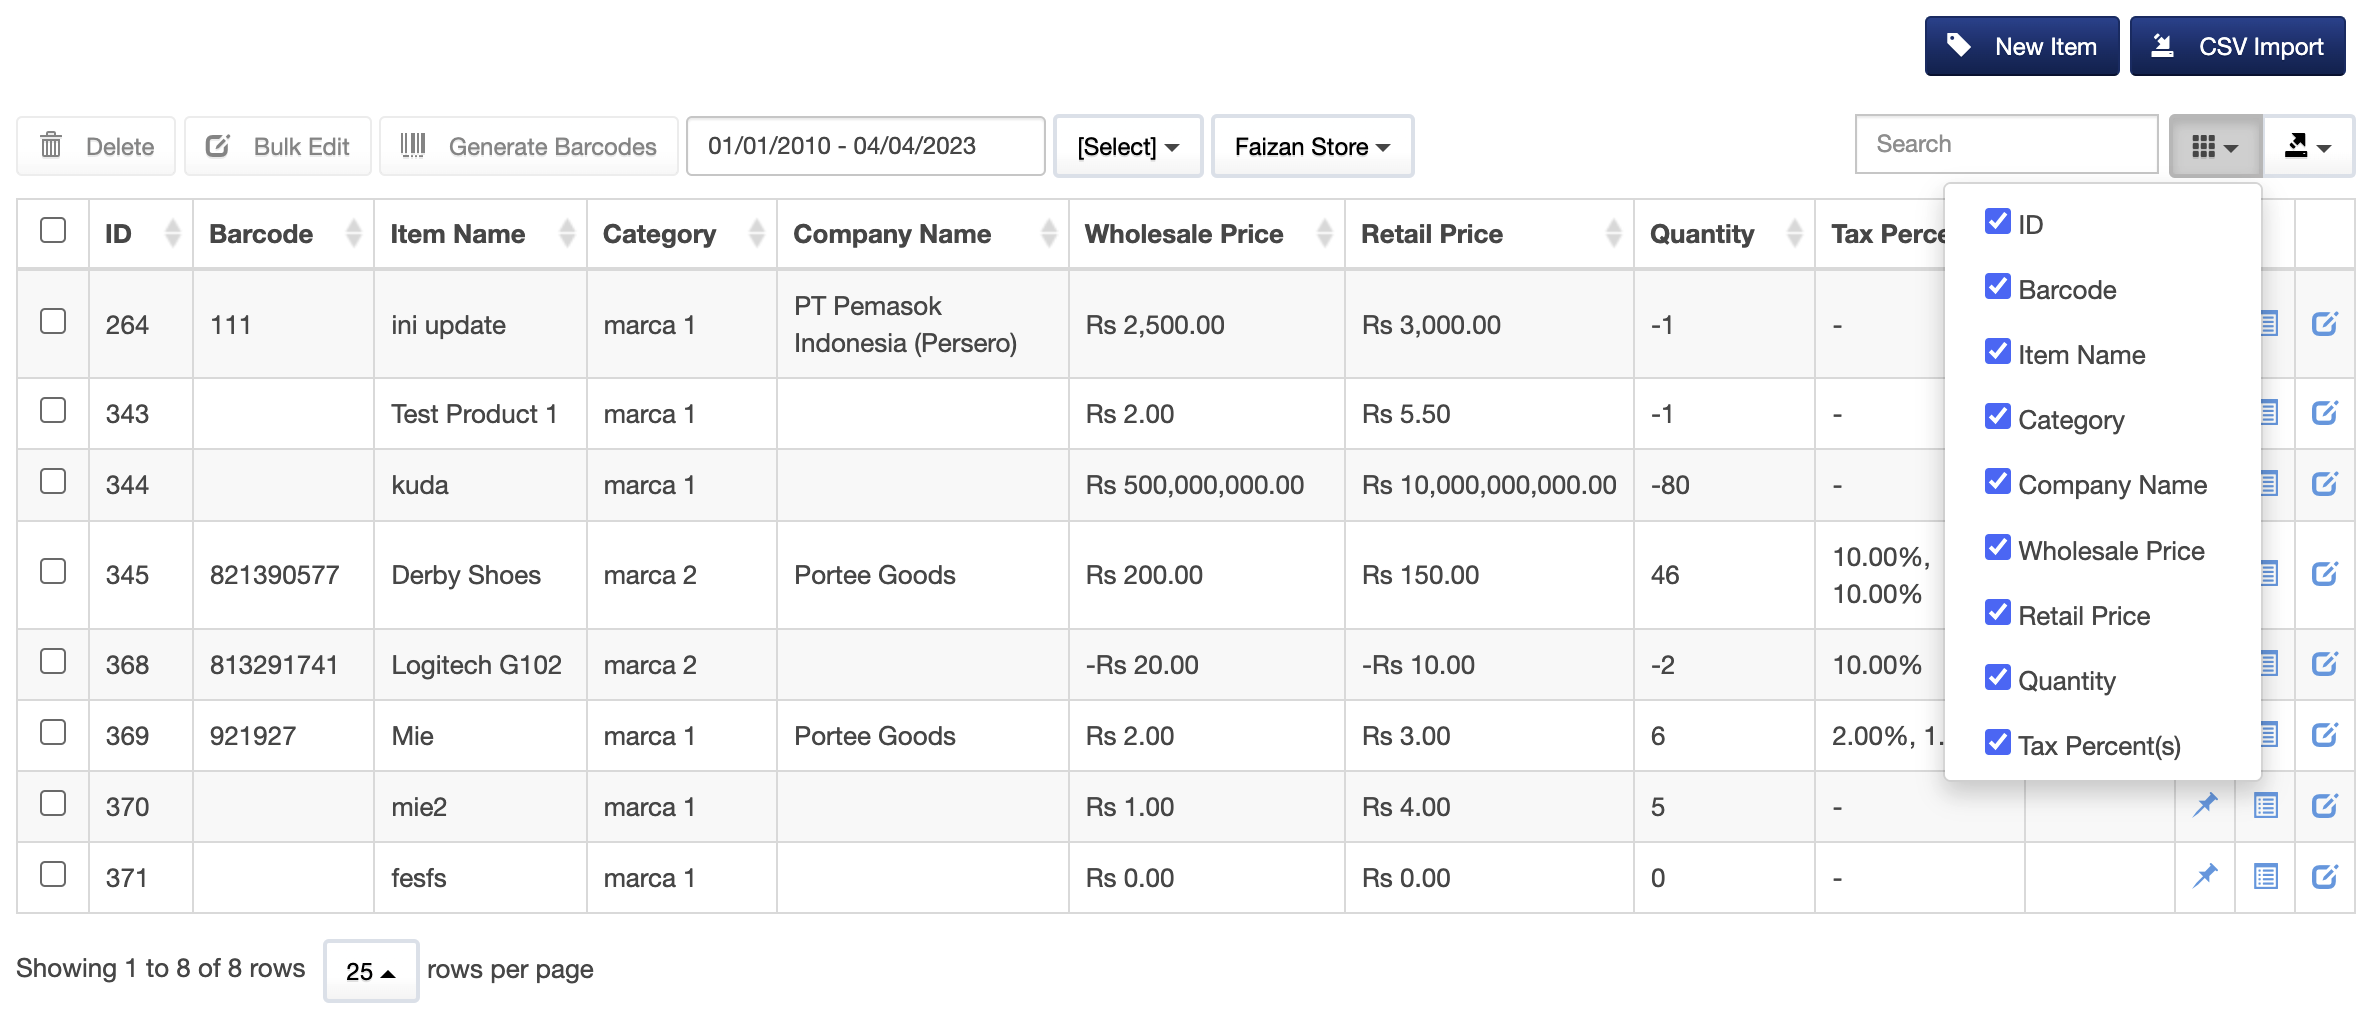 New Item
CSV Import
Delete
Bulk Edit
Generate Barcodes
01/01/2010 - 04/04/2023
[Select]
Faizan Store
Search
ID Barcode Item Name Category Company Name Wholesale Price Retail Price Quantity Tax Perce
264 111 ini update marca 1 PT Pemasok Indonesia (Persero) Rs 2,500.00 Rs 3,000.00 -1 -
343 Test Product 1 marca 1 Rs 2.00 Rs 5.50 -1 -
344 kuda marca 1 Rs 500,000,000.00 Rs 10,000,000,000.00 -80 -
345 821390577 Derby Shoes marca 2 Portee Goods Rs 200.00 Rs 150.00 46 10.00%, 10.00%
368 813291741 Logitech G102 marca 2 -Rs 20.00 -Rs 10.00 -2 10.00%
369 921927 Mie marca 1 Portee Goods Rs 2.00 Rs 3.00 6 2.00%, 1.
370 mie2 marca 1 Rs 1.00 Rs 4.00 5 -
371 fesfs marca 1 Rs 0.00 Rs 0.00 0 -
ID
Barcode
Item Name
Category
Company Name
Wholesale Price
Retail Price
Quantity
Tax Percent(s)
Showing 1 to 8 of 8 rows 25 rows per page